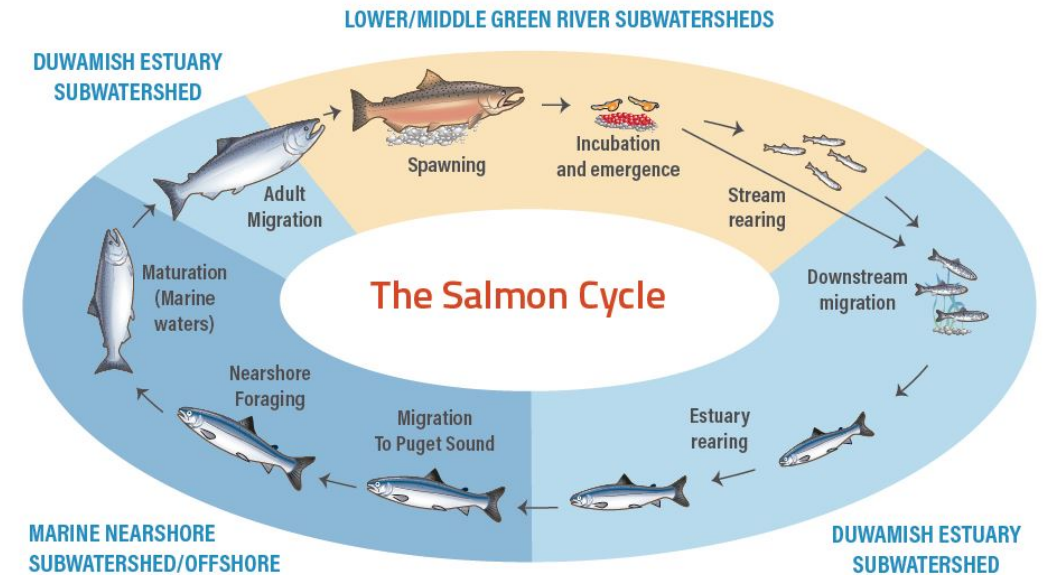 LOWER/MIDDLE GREEN RIVER SUBWATERSHEDS
DUWAMISH ESTUARY
SUBWATERSHED
Spawning
Incubation
and emergence
Stream
rearing
Adult
Migration
Downstream
migration
Maturation
(Marine
waters)
The Salmon Cycle
Nearshore
Foraging
Migration
To Puget Sound
Estuary
rearing
MARINE NEARSHORE
SUBWATERSHED/OFFSHORE
DUWAMISH ESTUARY
SUBWATERSHED